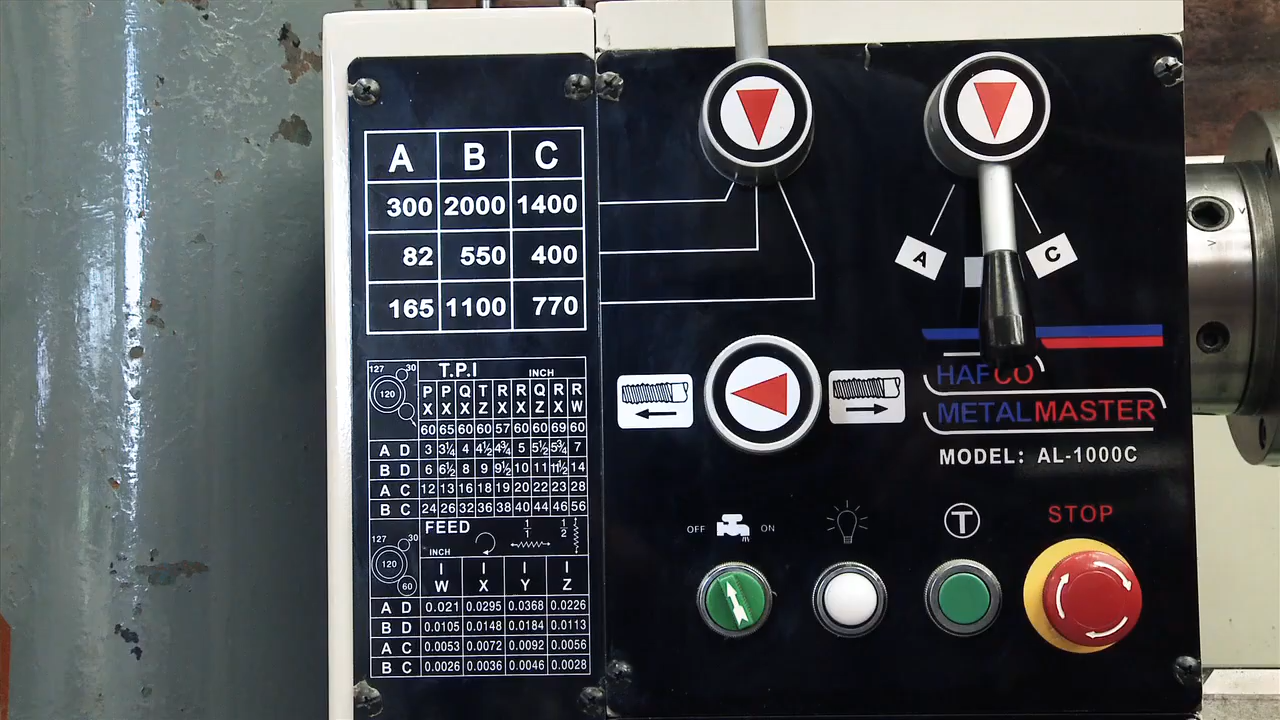 A B C
300 2000 1400
82 550 400
165 1100 770
A C
HAFCO
METALMASTER
MODEL: AL-1000C
127 30
120
T.P.I INCH
P P Q T R R Q R R
X X X Z X X Z X W
60 65 60 60 57 60 60 69 60
A D 3 3¼ 4 4½ 4¾ 5 5½ 5¾ 7
B D 6 6½ 8 9 9½ 10 11 11½ 14
A C 12 13 16 18 19 20 22 23 28
B C 24 26 32 36 38 40 44 46 56
FEED 1/1 1/2
127 30
120
60
INCH
I I I I
W X Y Z
A D 0.021 0.0295 0.0368 0.0226
B D 0.0105 0.0148 0.0184 0.0113
A C 0.0053 0.0072 0.0092 0.0056
B C 0.0026 0.0036 0.0046 0.0028
OFF ON
T
STOP